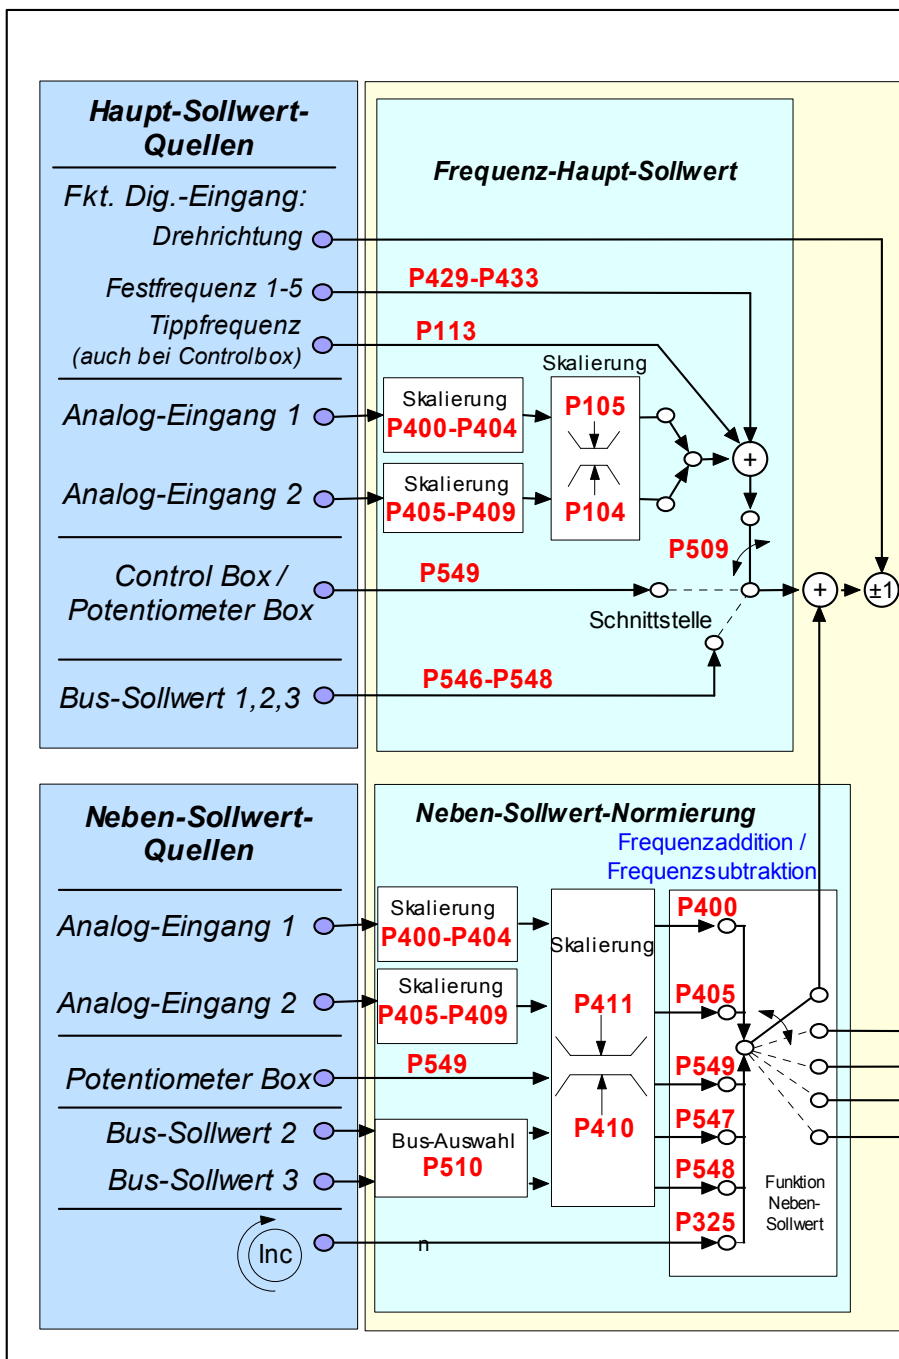 Haupt-Sollwert-
Quellen
Frequenz-Haupt-Sollwert
Fkt. Dig.-Eingang:
Drehrichtung
Festfrequenz 1-5
P429-P433
Tippfrequenz
(auch bei Controlbox)
P113
Skalierung
Analog-Eingang 1
Skalierung
P400-P404
P105
Analog-Eingang 2
Skalierung
P405-P409
P104
P509
Control Box /
Potentiometer Box
P549
Schnittstelle
+
+
±1
Bus-Sollwert 1,2,3
P546-P548
Neben-Sollwert-
Quellen
Neben-Sollwert-Normierung
Frequenzaddition /
Frequenzsubtraktion
Analog-Eingang 1
Skalierung
P400-P404
Skalierung
P400
Analog-Eingang 2
Skalierung
P405-P409
P411
P405
Potentiometer Box
P549
P549
Bus-Sollwert 2
Bus-Sollwert 3
Bus-Auswahl
P510
P410
P547
P548
Funktion
Neben-
Sollwert
Inc
n
P325